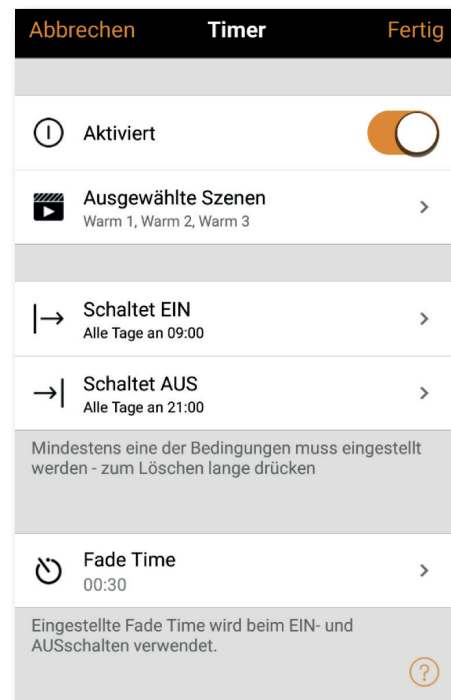 Abbrechen Timer Fertig
Aktiviert
Ausgewählte Szenen
Warm 1, Warm 2, Warm 3
Schaltet EIN
Alle Tage an 09:00
Schaltet AUS
Alle Tage an 21:00
Mindestens eine der Bedingungen muss eingestellt
werden - zum Löschen lange drücken
Fade Time
00:30
Eingestellte Fade Time wird beim EIN- und
AUSschalten verwendet.
?